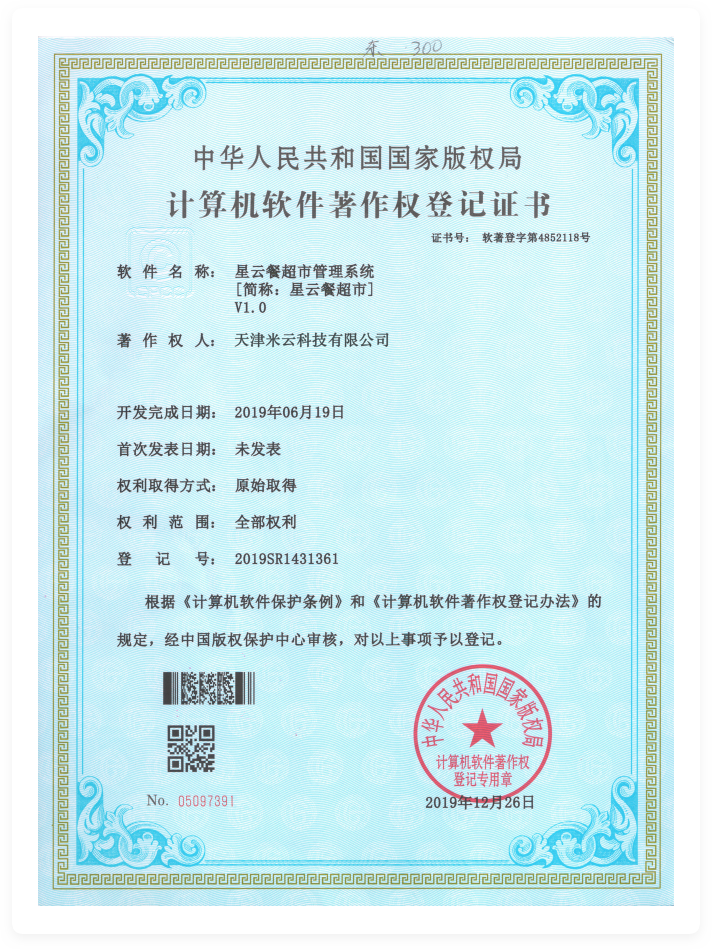 东 300
中华人民共和国国家版权局
计算机软件著作权登记证书
证书号： 软著登字第4852118号
CPCC
软件名称： 星云餐超市管理系统
[简称：星云餐超市]
V1.0
著作权人： 天津米云科技有限公司
开发完成日期： 2019年06月19日
首次发表日期： 未发表
权利取得方式： 原始取得
权利范围： 全部权利
登记号： 2019SR1431361
根据《计算机软件保护条例》和《计算机软件著作权登记办法》的
规定，经中国版权保护中心审核，对以上事项予以登记。
中华人民共和国国家版权局
计算机软件著作权
登记专用章
No. 05097391
2019年12月26日